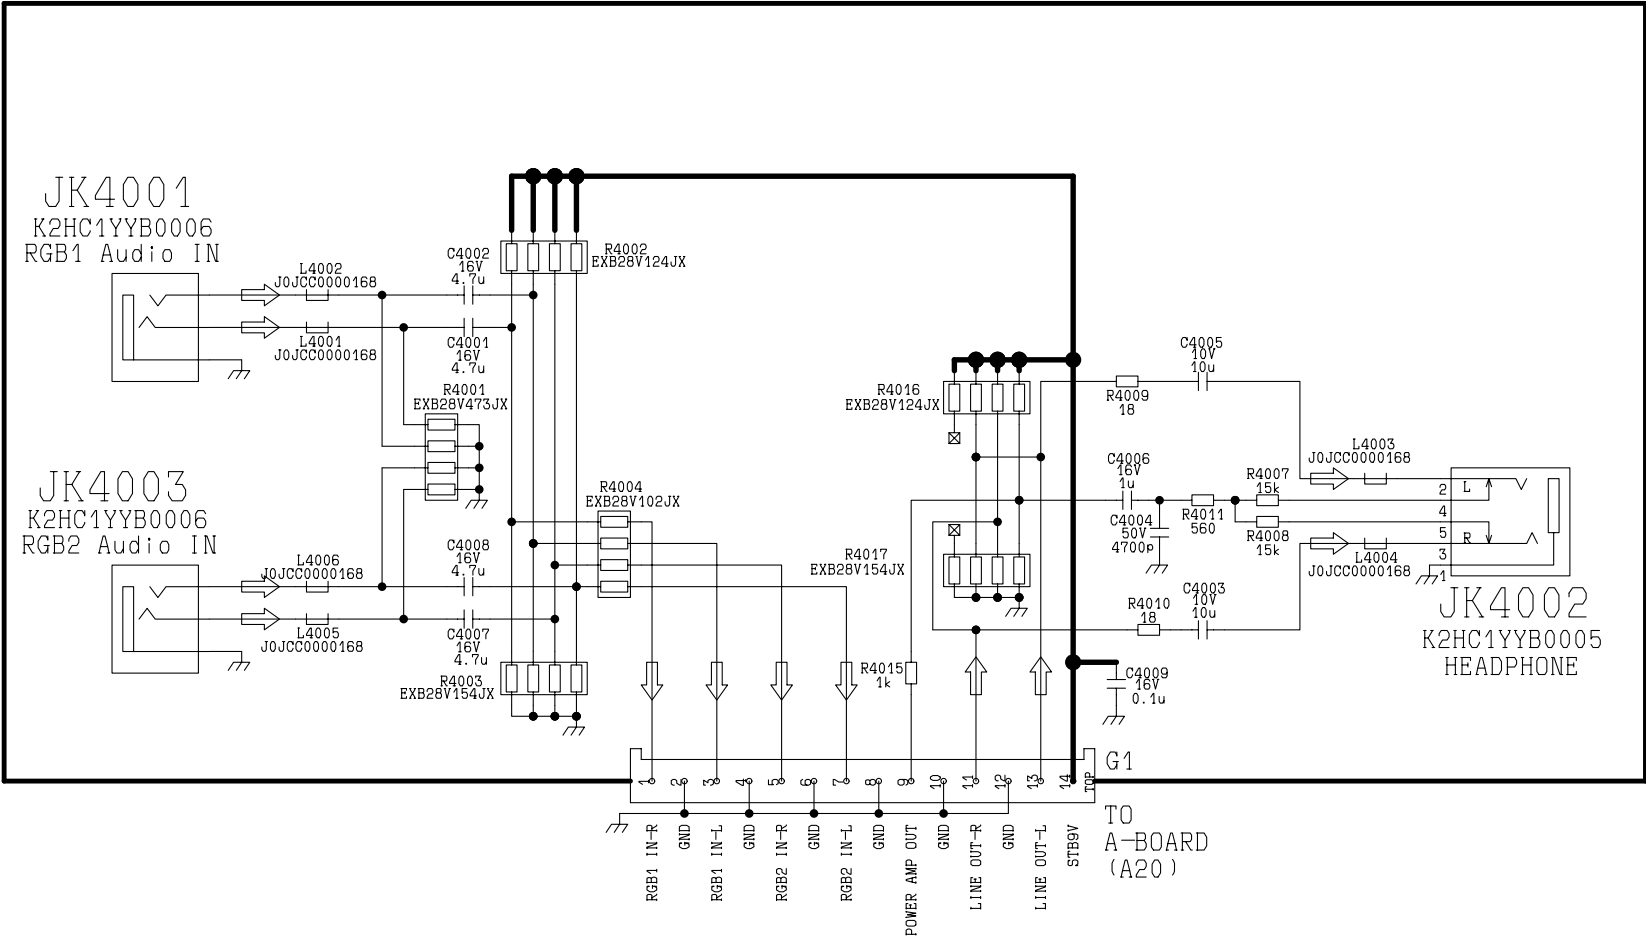 JK4001
K2HC1YYB0006
RGB1 Audio IN
L4002
J0JCC0000168
L4001
J0JCC0000168
C4002
16V
4.7u
C4001
16V
4.7u
R4002
EXB28V124JX
R4001
EXB28V473JX
JK4003
K2HC1YYB0006
RGB2 Audio IN
L4006
J0JCC0000168
L4005
J0JCC0000168
C4008
16V
4.7u
C4007
16V
4.7u
R4003
EXB28V154JX
R4004
EXB28V102JX
R4016
EXB28V124JX
R4017
EXB28V154JX
R4015
1k
R4009
18
C4005
10V
10u
C4006
16V
1u
C4004
50V
4700p
R4011
560
R4007
15k
R4008
15k
L4003
J0JCC0000168
L4004
J0JCC0000168
R4010
18
C4003
10V
10u
C4009
16V
0.1u
2
L
4
5
R
3
1
JK4002
K2HC1YYB0005
HEADPHONE
G1
1
2
3
4
5
6
7
8
9
10
11
12
13
14
TOP
TO
A-BOARD
(A20)
RGB1 IN-R
GND
RGB1 IN-L
GND
RGB2 IN-R
GND
RGB2 IN-L
GND
POWER AMP OUT
GND
LINE OUT-R
GND
LINE OUT-L
STB9V